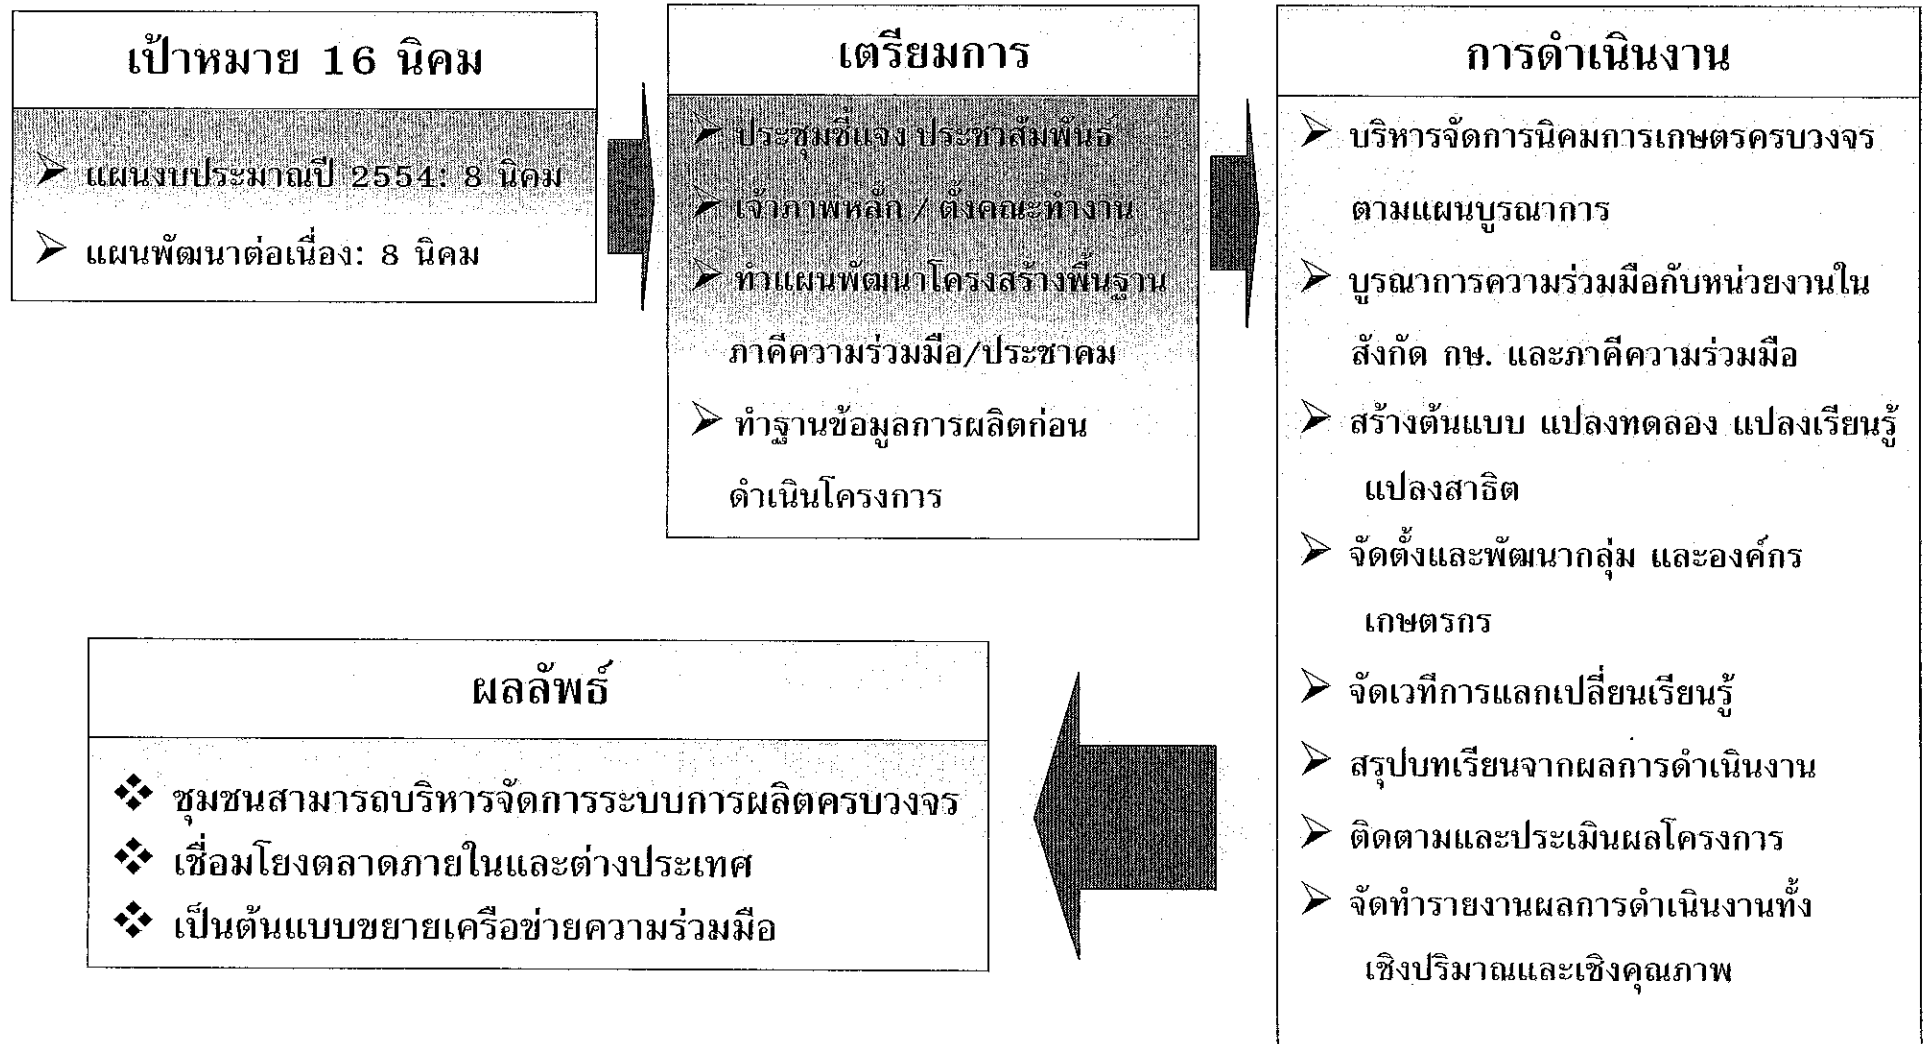 เป้าหมาย 16 นิคม
➢ แผนงบประมาณปี 2554: 8 นิคม
➢ แผนพัฒนาต่อเนื่อง: 8 นิคม
เตรียมการ
➢ ประชุมชี้แจง ประชาสัมพันธ์
➢ เจ้าภาพหลัก / ตั้งคณะทำงาน
➢ ทำแผนพัฒนาโครงสร้างพื้นฐาน
ภาคีความร่วมมือ/ประชาคม
➢ ทำฐานข้อมูลการผลิตก่อน
ดำเนินโครงการ
การดำเนินงาน
➢ บริหารจัดการนิคมการเกษตรครบวงจร
ตามแผนบูรณาการ
➢ บูรณาการความร่วมมือกับหน่วยงานใน
สังกัด กษ. และภาคีความร่วมมือ
➢ สร้างต้นแบบ แปลงทดลอง แปลงเรียนรู้
แปลงสาธิต
➢ จัดตั้งและพัฒนากลุ่ม และองค์กร
เกษตรกร
➢ จัดเวทีการแลกเปลี่ยนเรียนรู้
➢ สรุปบทเรียนจากผลการดำเนินงาน
➢ ติดตามและประเมินผลโครงการ
➢ จัดทำรายงานผลการดำเนินงานทั้ง
เชิงปริมาณและเชิงคุณภาพ
ผลลัพธ์
❖ ชุมชนสามารถบริหารจัดการระบบการผลิตครบวงจร
❖ เชื่อมโยงตลาดภายในและต่างประเทศ
❖ เป็นต้นแบบขยายเครือข่ายความร่วมมือ